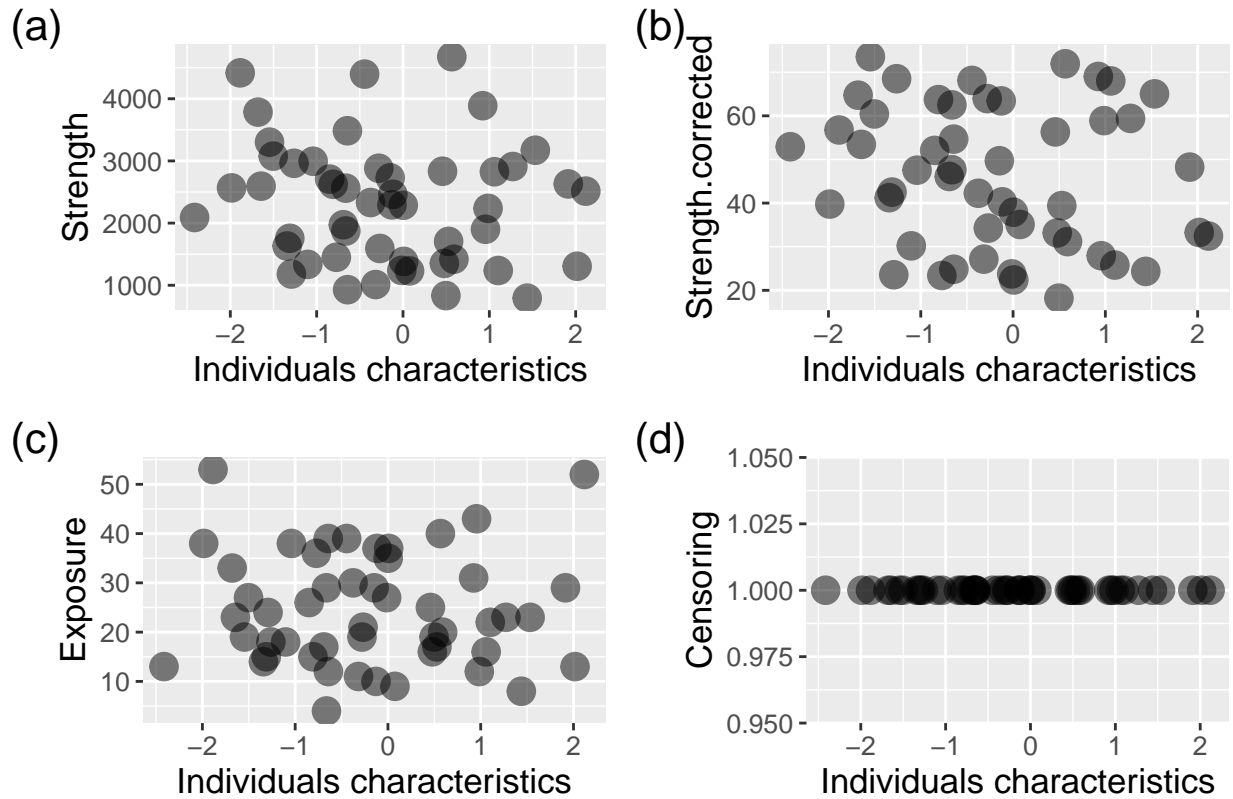 (a)
Strength
4000
3000
2000
1000
−2 −1 0 1 2
Individuals characteristics
(b)
Strength.corrected
60
40
20
−2 −1 0 1 2
Individuals characteristics
(c)
Exposure
50
40
30
20
10
−2 −1 0 1 2
Individuals characteristics
(d)
Censoring
1.050
1.025
1.000
0.975
0.950
−2 −1 0 1 2
Individuals characteristics